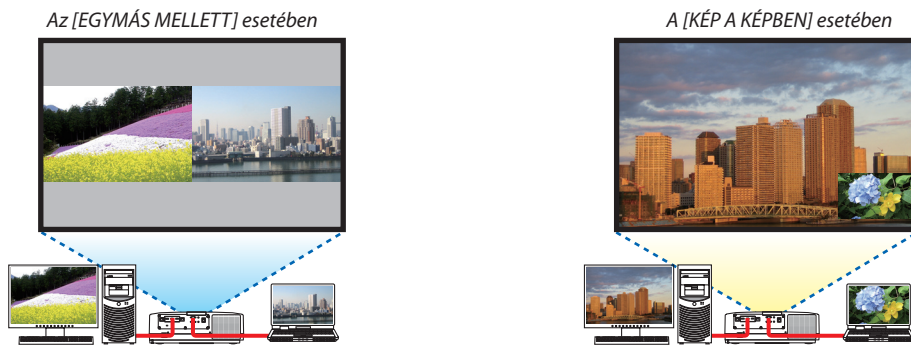 Az [EGYMÁS MELLETT] esetében
A [KÉP A KÉPBEN] esetében